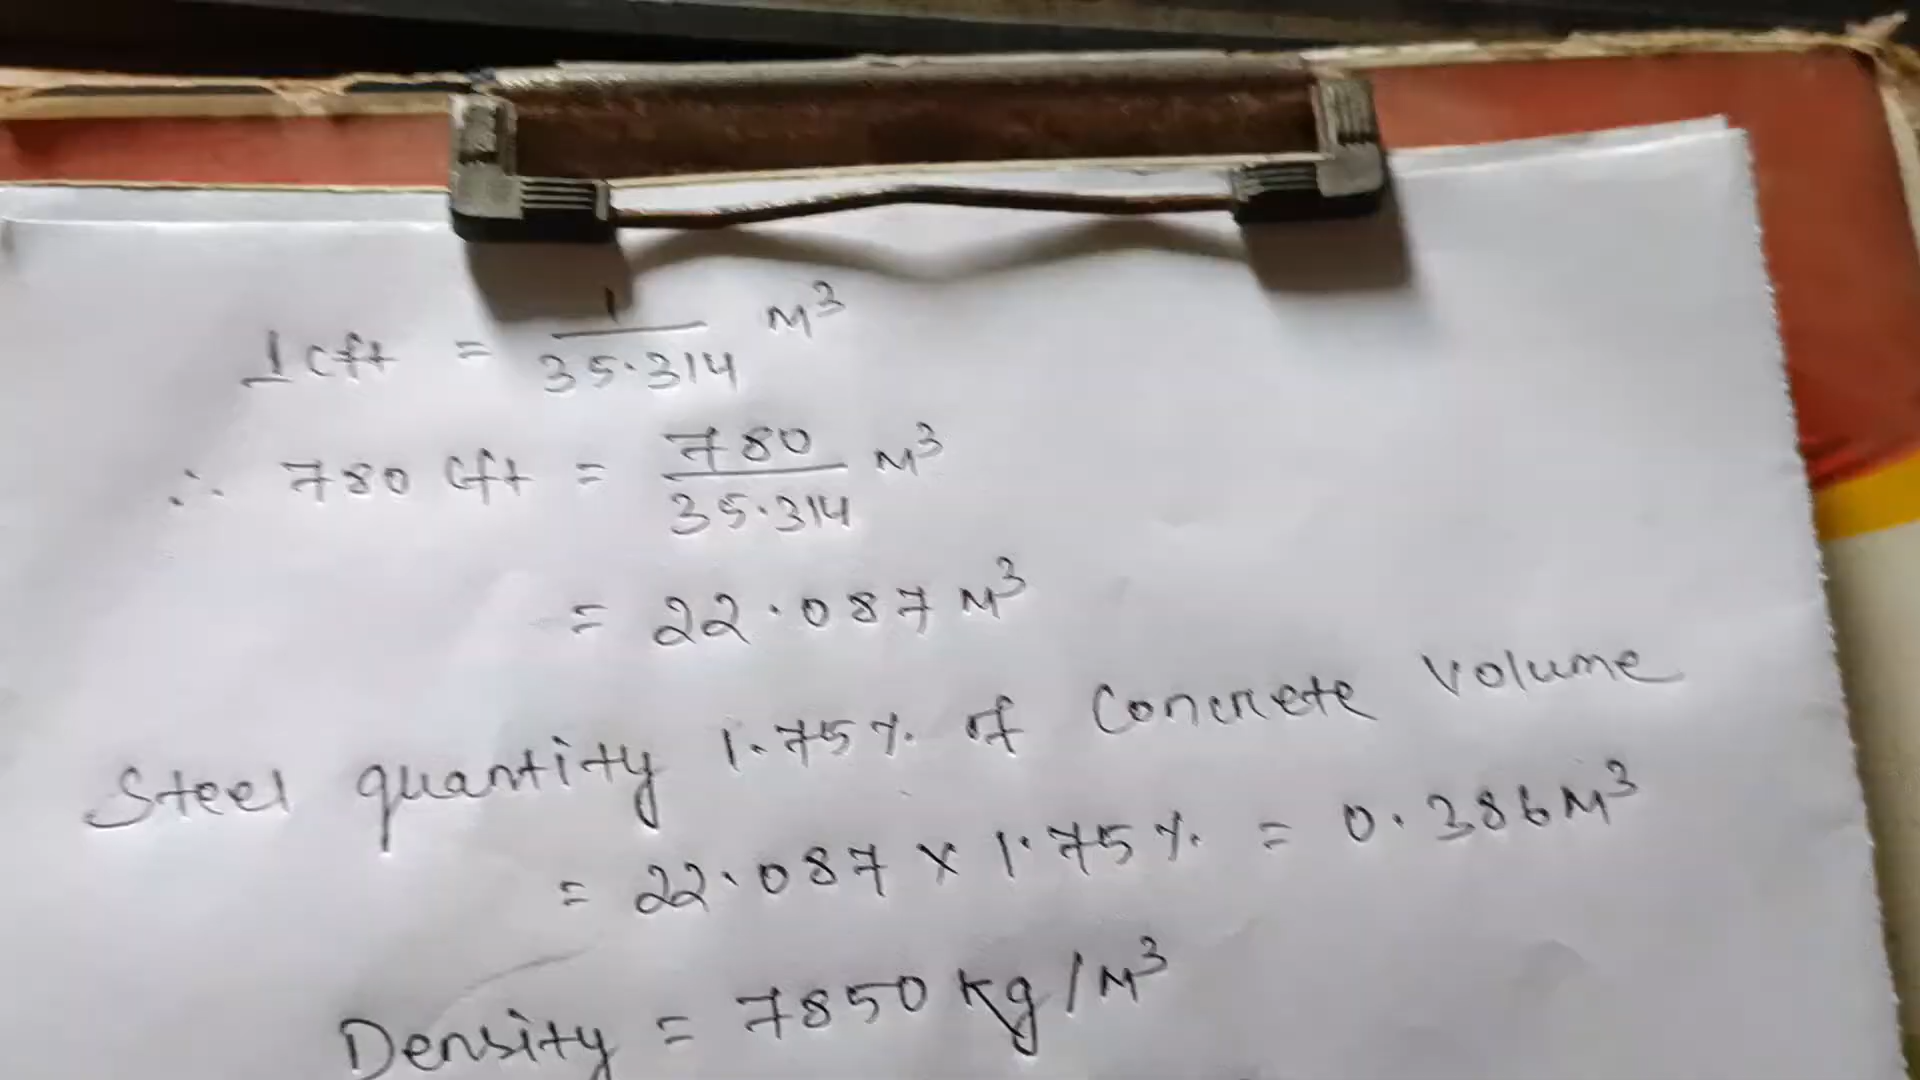 1 cft = 1/35.314 M³
∴ 780 cft = 780/35.314 M³
= 22.087 M³
Steel quantity 1.75% of Concrete Volume
= 22.087 x 1.75% = 0.386 M³
Density = 7850 kg/M³